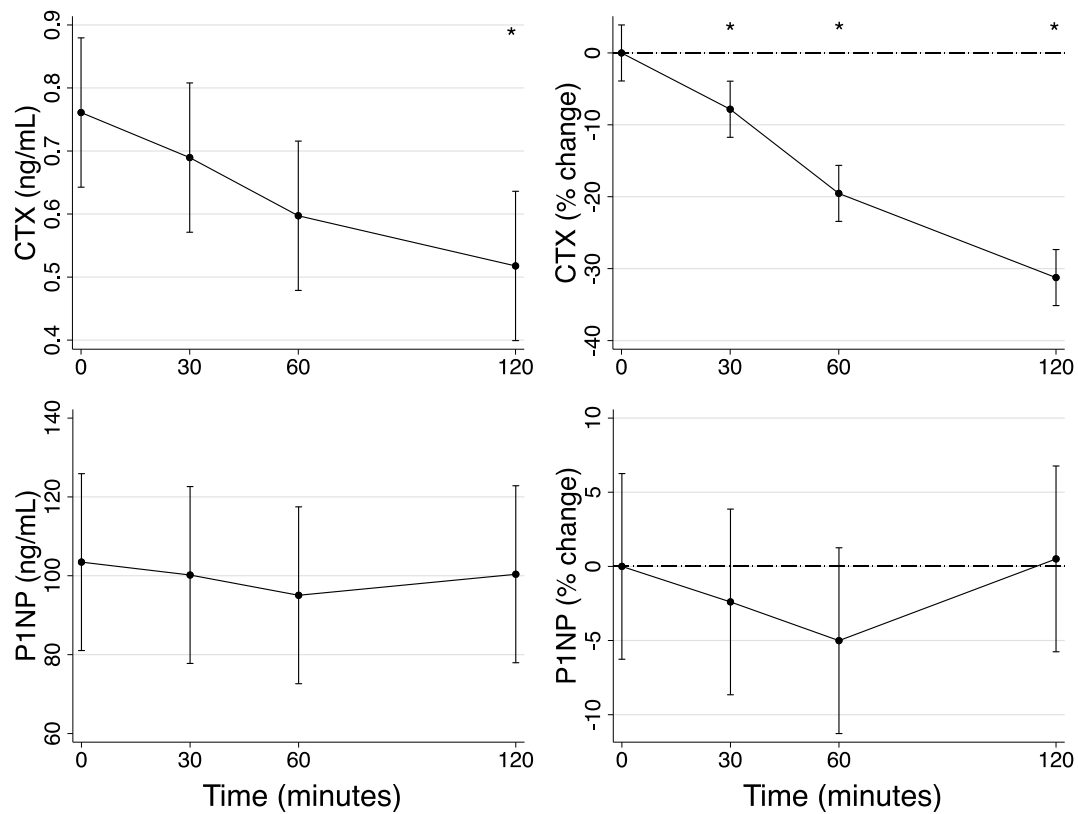 CTX (ng/mL)
0.9
0.8
0.7
0.6
0.5
0.4
*
0 30 60 120
CTX (% change)
0
-10
-20
-30
-40
* * *
0 30 60 120
P1NP (ng/mL)
140
120
100
80
60
0 30 60 120
Time (minutes)
P1NP (% change)
10
5
0
-5
-10
0 30 60 120
Time (minutes)